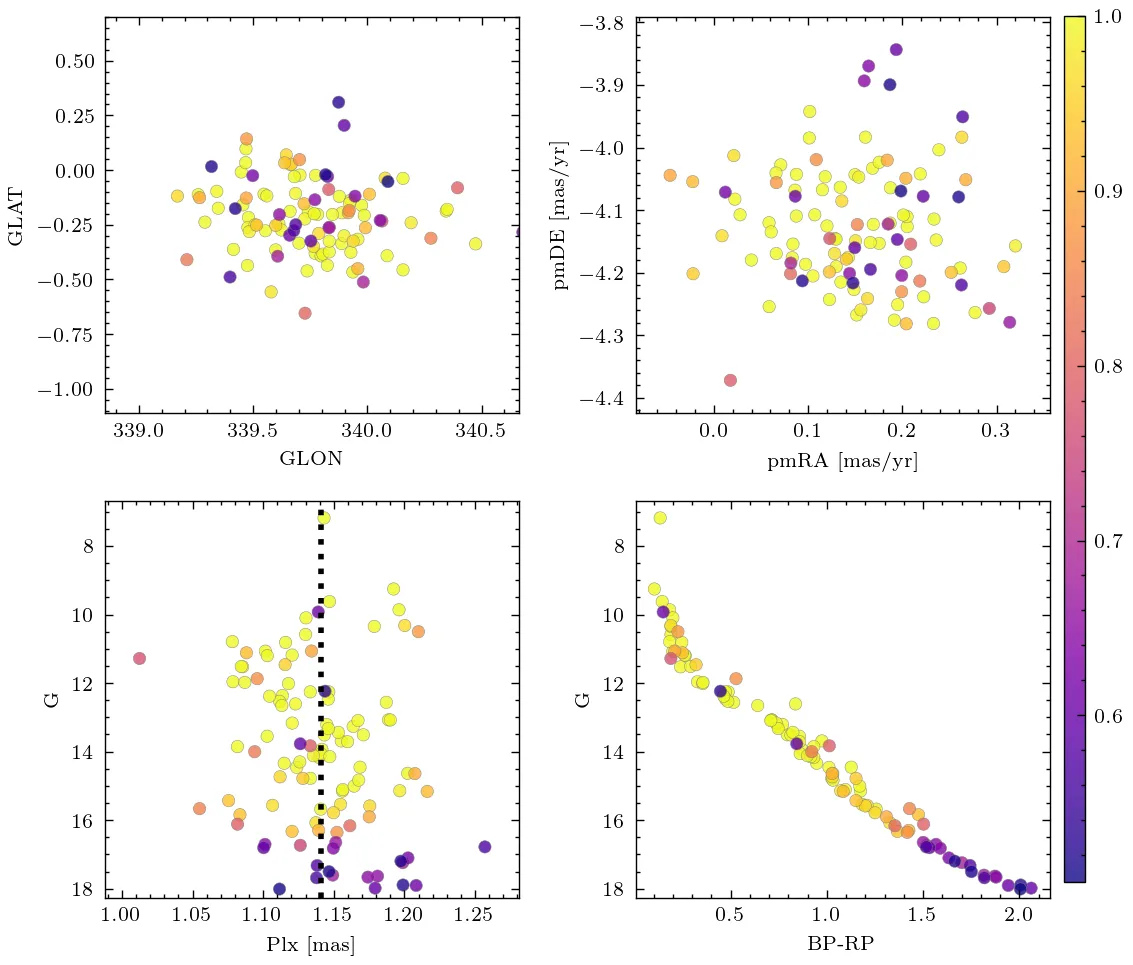 0.50
0.25
0.00
−0.25
−0.50
−0.75
−1.00
GLAT
339.0 339.5 340.0 340.5
GLON
−3.8
−3.9
−4.0
−4.1
−4.2
−4.3
−4.4
pmDE [mas/yr]
0.0 0.1 0.2 0.3
pmRA [mas/yr]
1.0
0.9
0.8
0.7
0.6
8
10
12
14
16
18
G
1.00 1.05 1.10 1.15 1.20 1.25
Plx [mas]
8
10
12
14
16
18
G
0.5 1.0 1.5 2.0
BP-RP